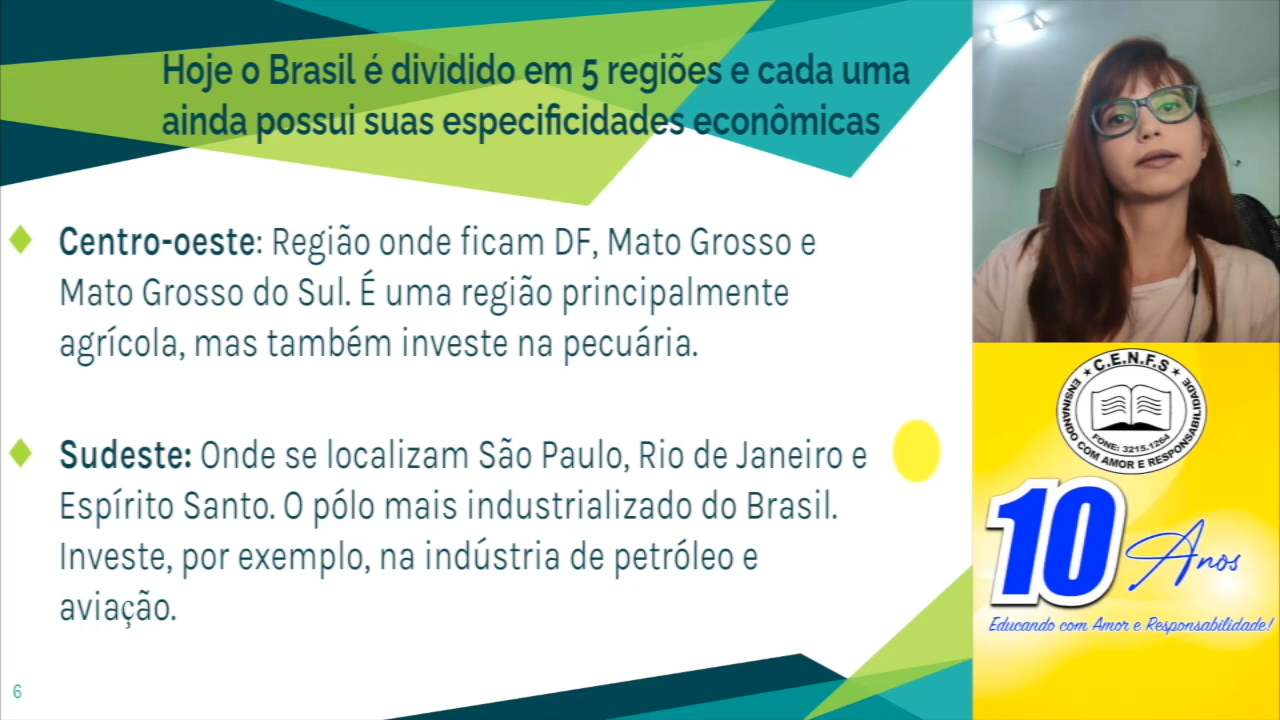 Hoje o Brasil é dividido em 5 regiões e cada uma
ainda possui suas especificidades econômicas
Centro-oeste: Região onde ficam DF, Mato Grosso e
Mato Grosso do Sul. É uma região principalmente
agrícola, mas também investe na pecuária.
Sudeste: Onde se localizam São Paulo, Rio de Janeiro e
Espírito Santo. O pólo mais industrializado do Brasil.
Investe, por exemplo, na indústria de petróleo e
aviação.
6
C.E.N.F.S
ENSINANDO COM AMOR E RESPONSABILIDADE
FONE: 3215.1264
10 Anos
Educando com Amor e Responsabilidade!